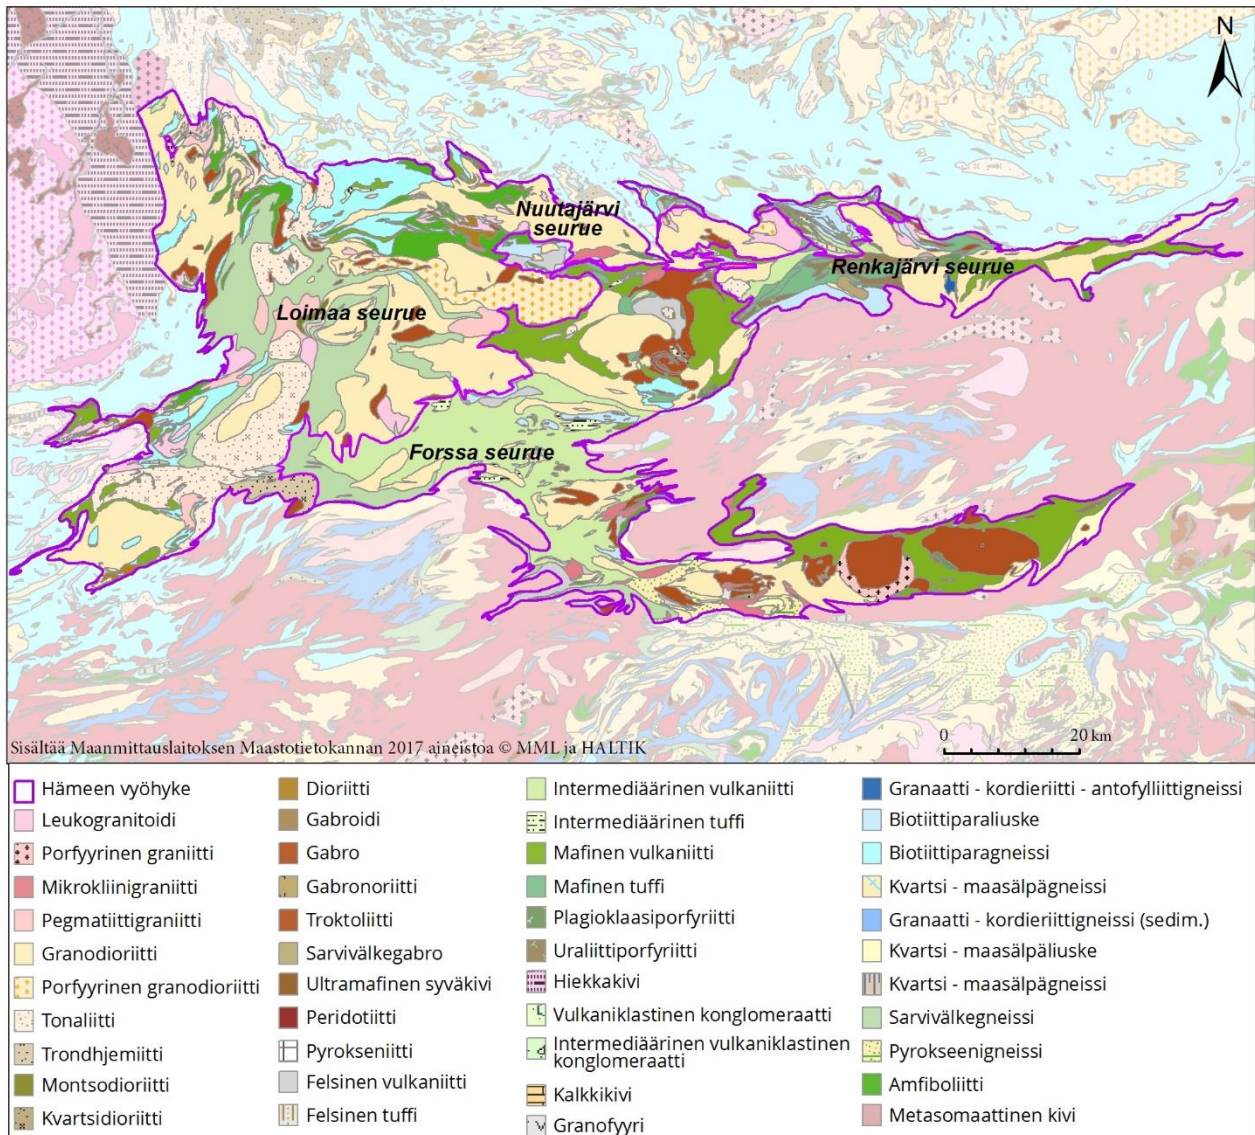 N
Nuutajärvi
seurue
Renkajärvi seurue
Loimaa seurue
Forssa seurue
Sisältää Maanmittauslaitoksen Maastotietokannan 2017 aineistoa © MML ja HALTIK
0 20 km
Hämeen vyöhyke
Leukogranitoidi
Porfyyrinen graniitti
Mikrokliinigraniitti
Pegmatiittigraniitti
Granodioriitti
Porfyyrinen granodioriitti
Tonaliitti
Trondhjemiitti
Montsodioriitti
Kvartsidioriitti
Dioriitti
Gabroidi
Gabro
Gabronoriitti
Troktoliitti
Sarvivälkegabro
Ultramafinen syväkivi
Peridotiitti
Pyrokseniitti
Felsinen vulkaniitti
Felsinen tuffi
Intermediäärinen vulkaniitti
Intermediäärinen tuffi
Mafinen vulkaniitti
Mafinen tuffi
Plagioklaasiporfyriitti
Uraliittiporfyriitti
Hiekkakivi
Vulkaniklastinen konglomeraatti
Intermediäärinen vulkaniklastinen
konglomeraatti
Kalkkikivi
Granofyyri
Granaatti - kordieriitti - antofylliittigneissi
Biotiittiparaliuske
Biotiittiparagneissi
Kvartsi - maasälpägneissi
Granaatti - kordieriittigneissi (sedim.)
Kvartsi - maasälpäliuske
Kvartsi - maasälpägneissi
Sarvivälkegneissi
Pyrokseenigneissi
Amfiboliitti
Metasomaattinen kivi